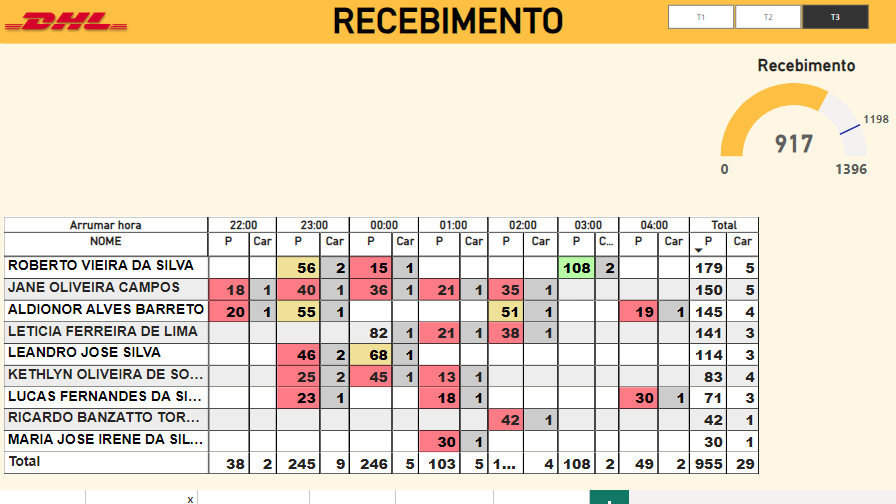 DHL RECEBIMENTO T1 T2 T3
Recebimento
1198
917
0 1396
Arrumar hora 22:00 23:00 00:00 01:00 02:00 03:00 04:00 Total
NOME P Car P Car P Car P Car P Car P C... P Car P Car
ROBERTO VIEIRA DA SILVA 56 2 15 1 108 2 179 5
JANE OLIVEIRA CAMPOS 18 1 40 1 36 1 21 1 35 1 150 5
ALDIONOR ALVES BARRETO 20 1 55 1 51 1 19 1 145 4
LETICIA FERREIRA DE LIMA 82 1 21 1 38 1 141 3
LEANDRO JOSE SILVA 46 2 68 1 114 3
KETHLYN OLIVEIRA DE SO... 25 2 45 1 13 1 83 4
LUCAS FERNANDES DA SI... 23 1 18 1 30 1 71 3
RICARDO BANZATTO TOR... 42 1 42 1
MARIA JOSE IRENE DA SIL... 30 1 30 1
Total 38 2 245 9 246 5 103 5 1... 4 108 2 49 2 955 29
x